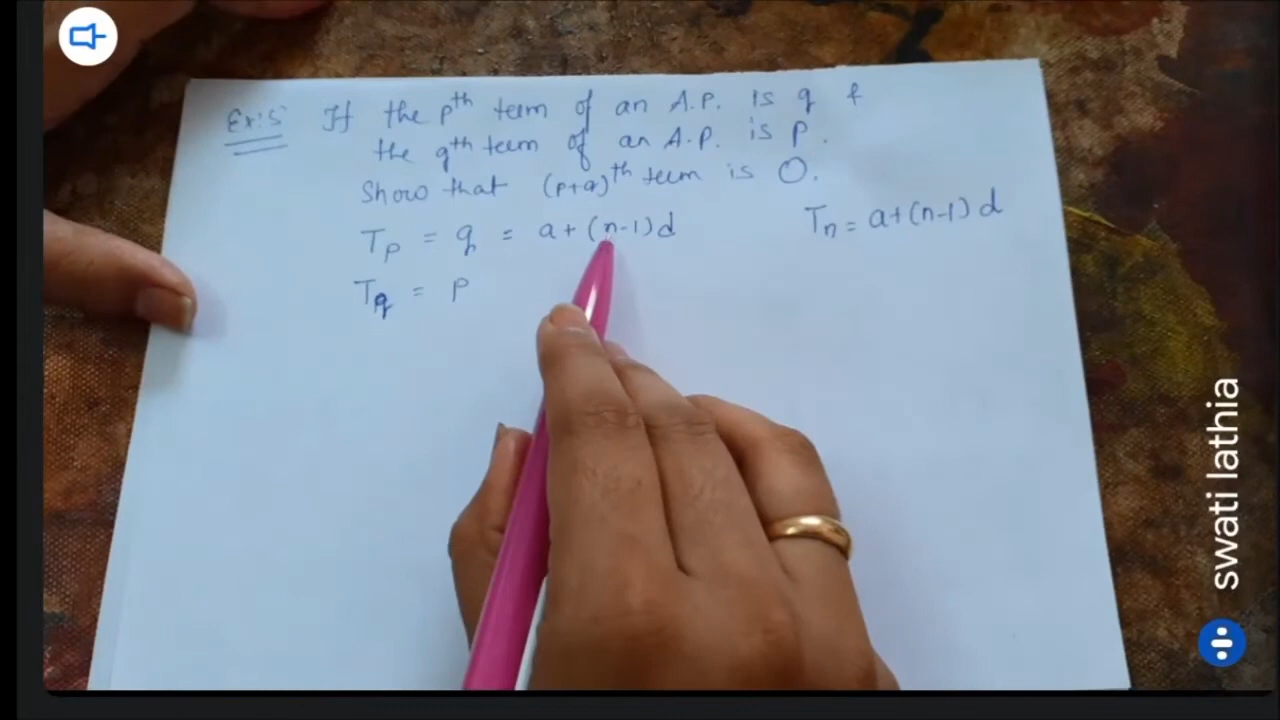 Ex:5 If the pth term of an A.P. is q &
the qth term of an A.P. is p.
Show that (p+q)th term is 0.
Tp = q = a+(n-1)d
Tn = a+(n-1)d
Tq = p
swati lathia